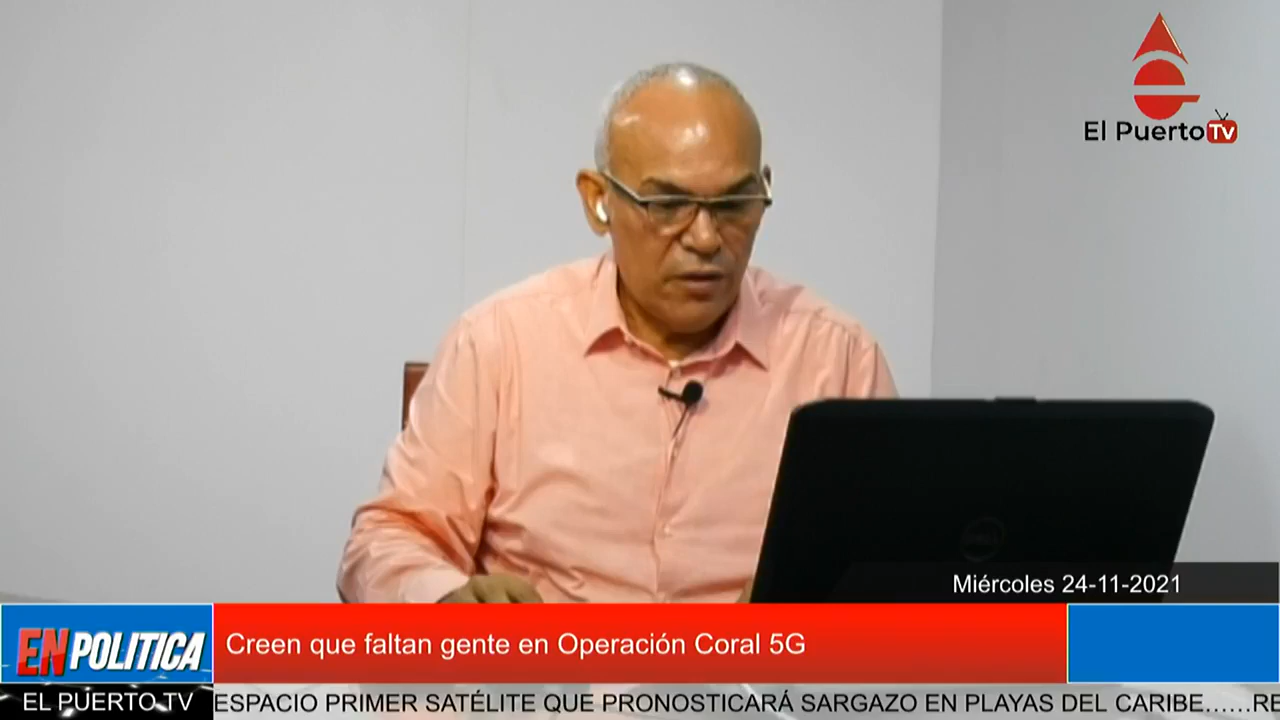 El Puerto Tv
Miércoles 24-11-2021
EN POLITICA
Creen que faltan gente en Operación Coral 5G
EL PUERTO TV
ESPACIO PRIMER SATÉLITE QUE PRONOSTICARÁ SARGAZO EN PLAYAS DEL CARIBE......RE